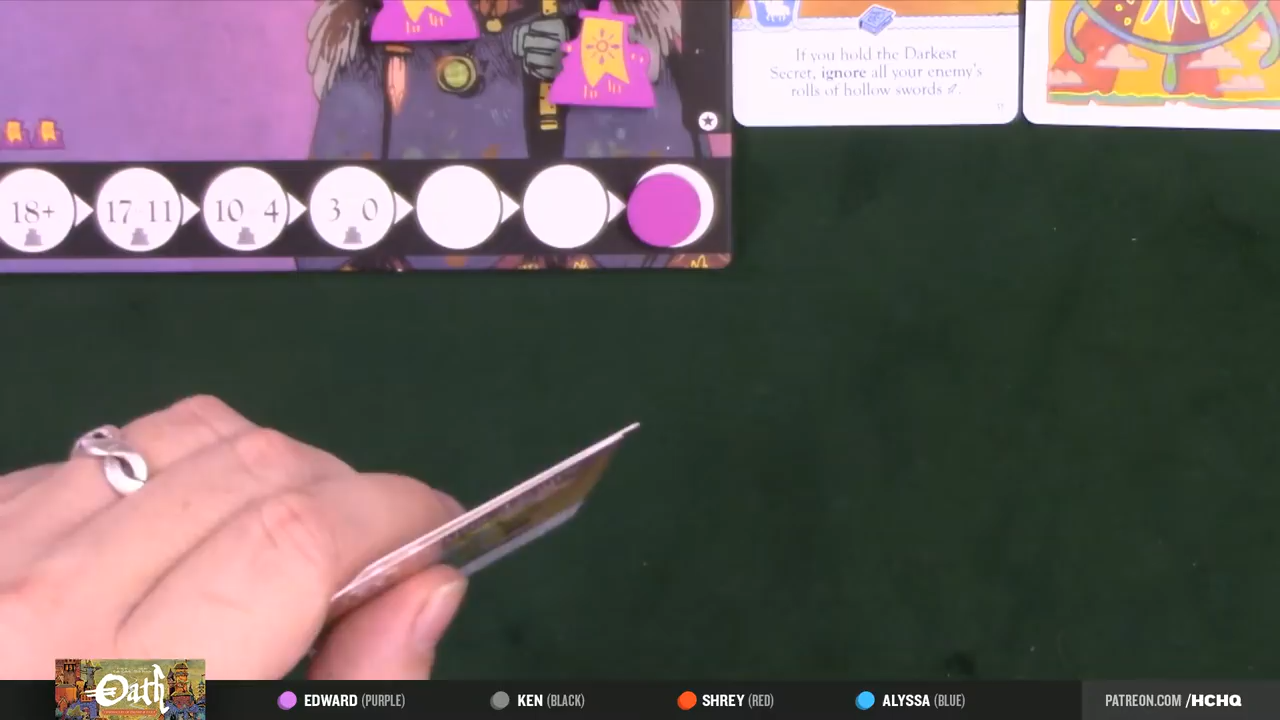 If you hold the Darkest
Secret, ignore all your enemy's
rolls of hollow swords
18+
17 11
10 4
3 0
Oath
EDWARD (PURPLE)
KEN (BLACK)
SHREY (RED)
ALYSSA (BLUE)
PATREON.COM/HCHQ